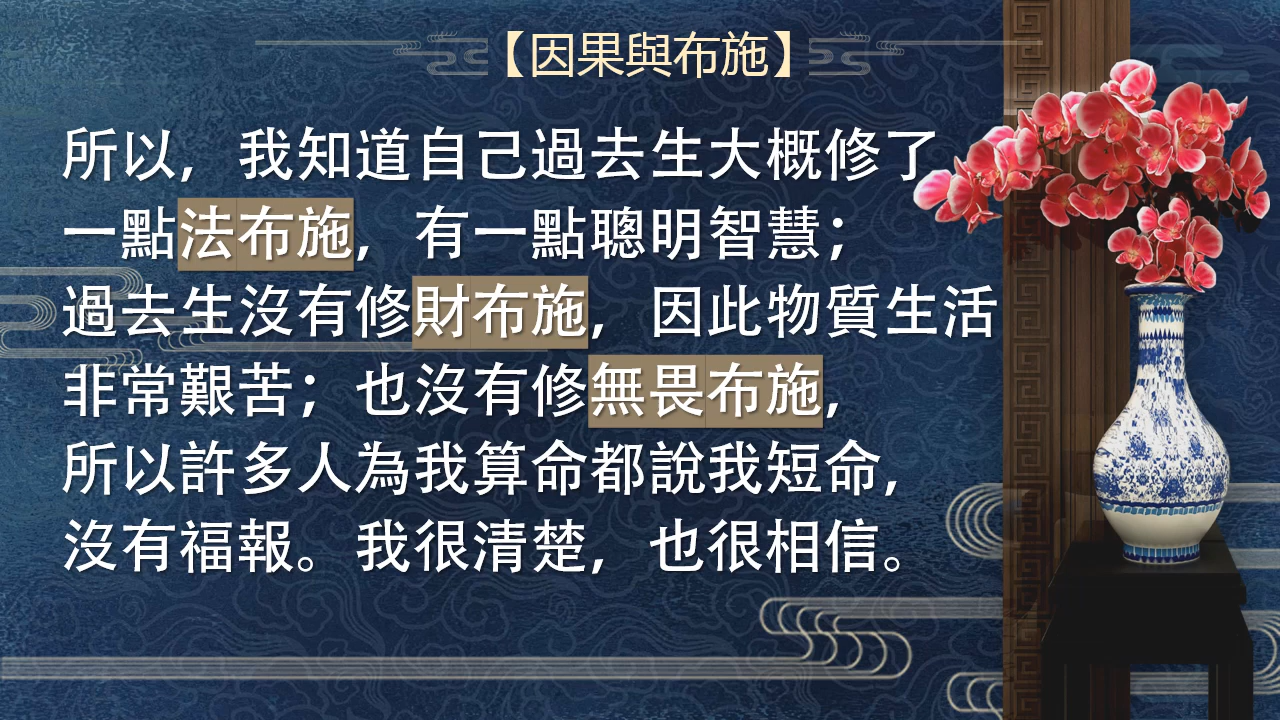 【因果與布施】
所以，我知道自己過去生大概修了
一點法布施，有一點聰明智慧；
過去生沒有修財布施，因此物質生活
非常艱苦；也沒有修無畏布施，
所以許多人為我算命都說我短命，
沒有福報。我很清楚，也很相信。